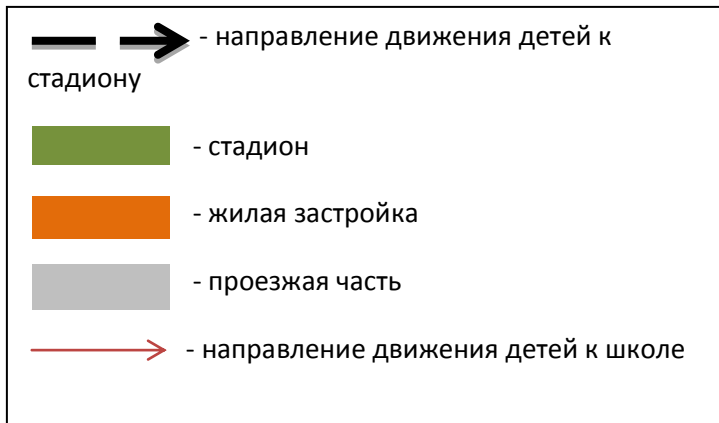 - направление движения детей к
стадиону
- стадион
- жилая застройка
- проезжая часть
- направление движения детей к школе